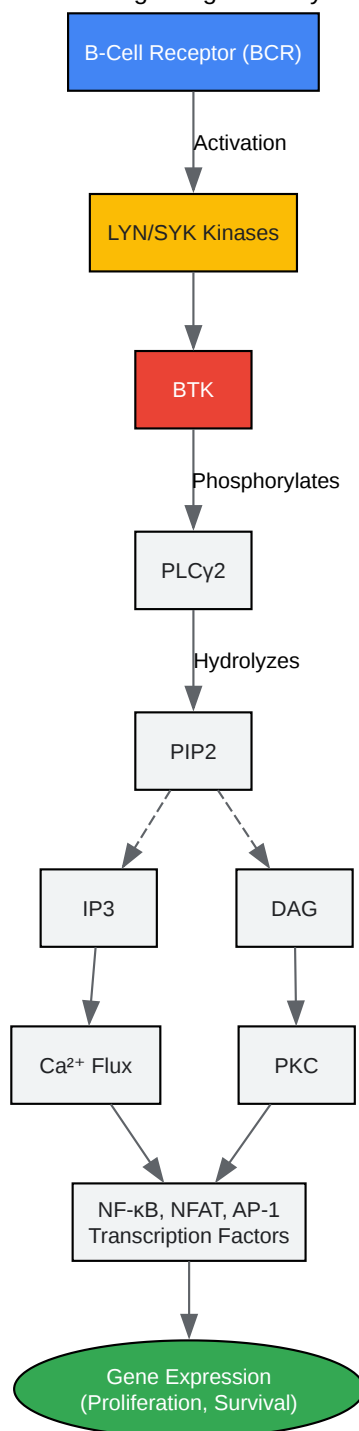 B-Cell Receptor (BCR)
Activation
LYN/SYK Kinases
BTK
Phosphorylates
PLCγ2
Hydrolyzes
PIP2
IP3
DAG
Ca²⁺ Flux
PKC
NF-κB, NFAT, AP-1
Transcription Factors
Gene Expression
(Proliferation, Survival)